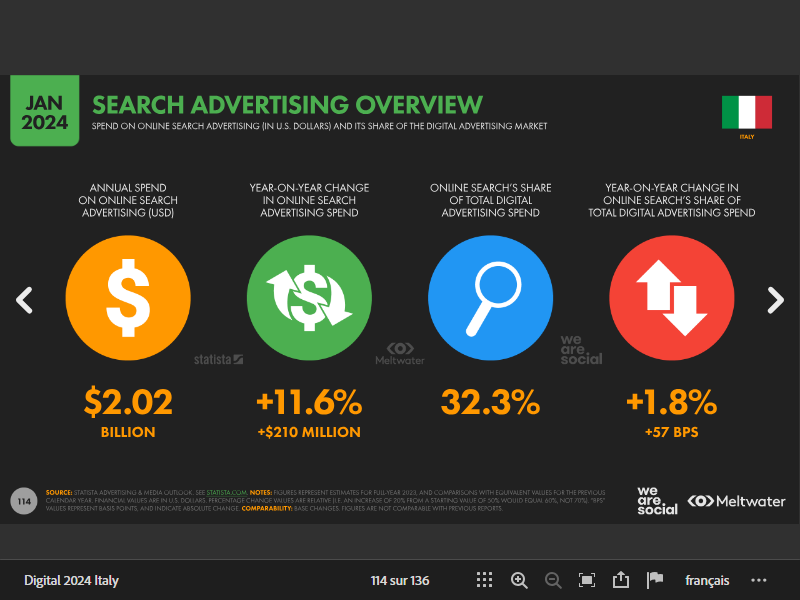 JAN
2024
SEARCH ADVERTISING OVERVIEW
SPEND ON ONLINE SEARCH ADVERTISING (IN U.S. DOLLARS) AND ITS SHARE OF THE DIGITAL ADVERTISING MARKET
ITALY
ANNUAL SPEND
ON ONLINE SEARCH
ADVERTISING (USD)
YEAR-ON-YEAR CHANGE
IN ONLINE SEARCH
ADVERTISING SPEND
ONLINE SEARCH'S SHARE
OF TOTAL DIGITAL
ADVERTISING SPEND
YEAR-ON-YEAR CHANGE IN
ONLINE SEARCH'S SHARE OF
TOTAL DIGITAL ADVERTISING SPEND
$
$
statista
Meltwater
we
are.
social
$2.02
BILLION
+11.6%
+$210 MILLION
32.3%
+1.8%
+57 BPS
114
SOURCE: STATISTA ADVERTISING & MEDIA OUTLOOK. SEE STATISTA.COM. NOTES: FIGURES REPRESENT ESTIMATES FOR FULL-YEAR 2023, AND COMPARISONS WITH EQUIVALENT VALUES FOR THE PREVIOUS
CALENDAR YEAR. FINANCIAL VALUES ARE IN U.S. DOLLARS. PERCENTAGE CHANGE VALUES ARE RELATIVE (I.E. AN INCREASE OF 20% FROM A STARTING VALUE OF 50% WOULD EQUAL 60%, NOT 70%). "BPS"
VALUES REPRESENT BASIS POINTS, AND INDICATE ABSOLUTE CHANGE. COMPARABILITY: BASE CHANGES. FIGURES ARE NOT COMPARABLE WITH PREVIOUS REPORTS.
we
are.
social
Meltwater
Digital 2024 Italy
114 sur 136
français